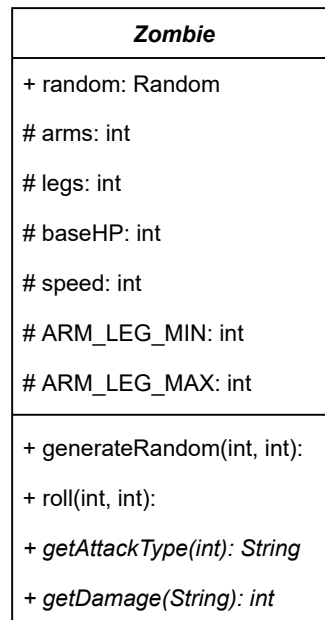 Zombie
+ random: Random
# arms: int
# legs: int
# baseHP: int
# speed: int
# ARM_LEG_MIN: int
# ARM_LEG_MAX: int
+ generateRandom(int, int):
+ roll(int, int):
+ getAttackType(int): String
+ getDamage(String): int